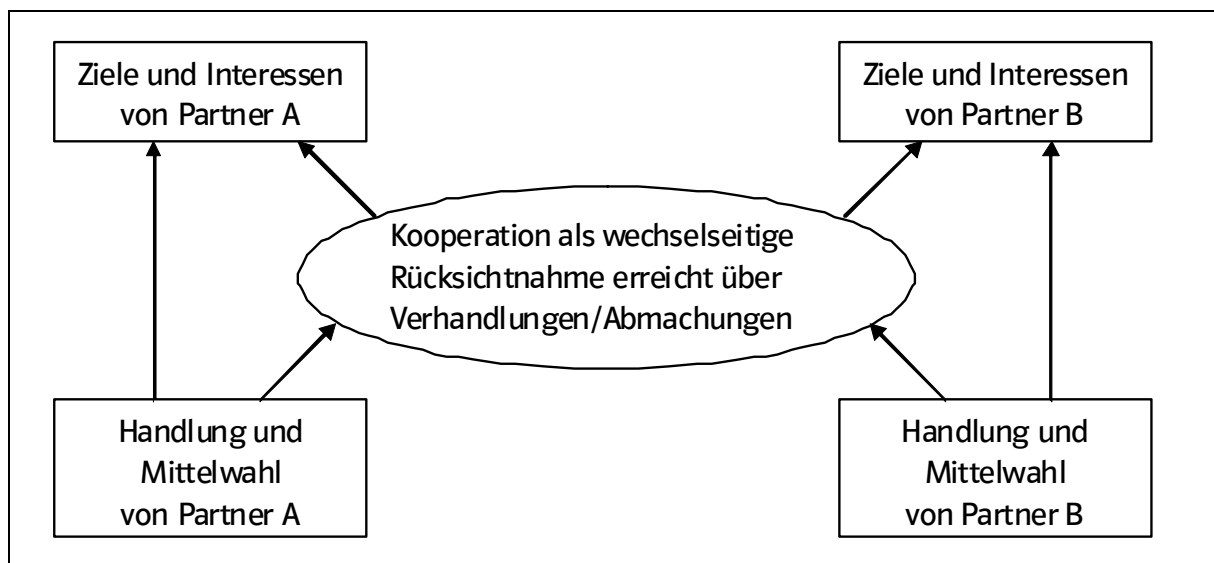 Ziele und Interessen
von Partner A
Ziele und Interessen
von Partner B
Kooperation als wechselseitige
Rücksichtnahme erreicht über
Verhandlungen/Abmachungen
Handlung und
Mittelwahl
von Partner A
Handlung und
Mittelwahl
von Partner B